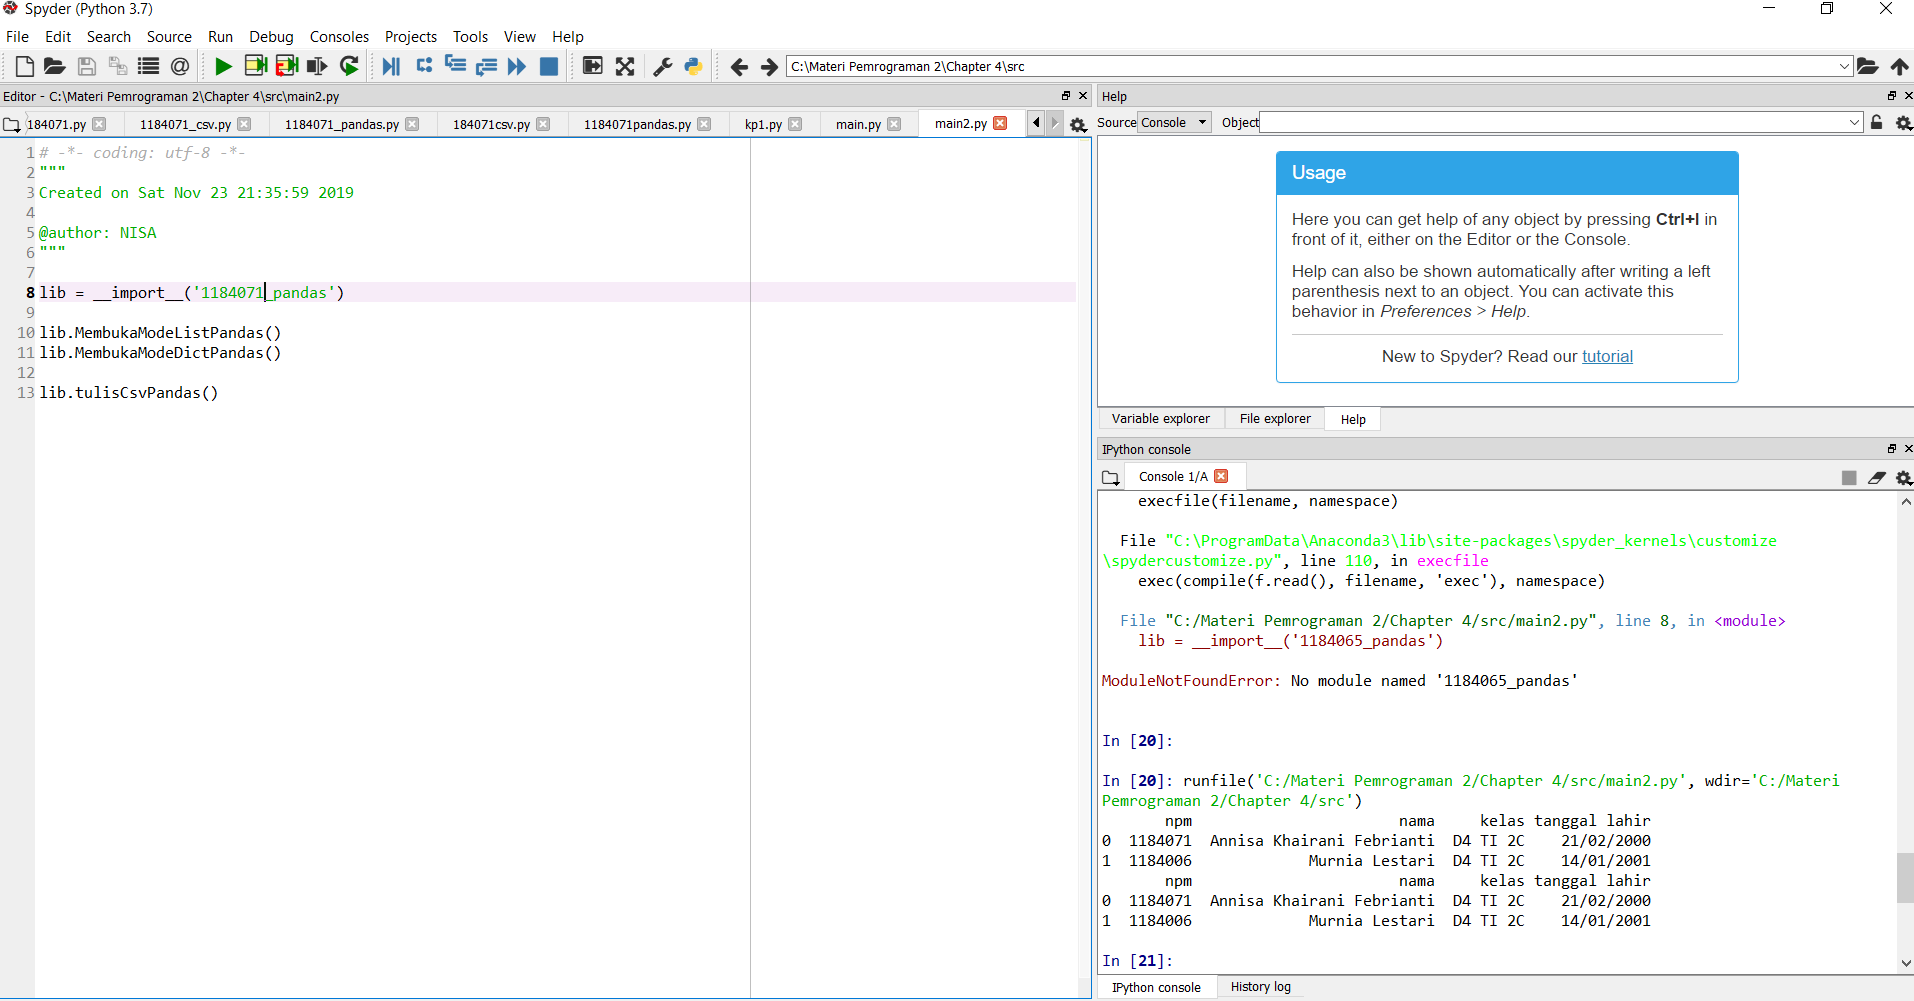 Spyder (Python 3.7)
File Edit Search Source Run Debug Consoles Projects Tools View Help
C:\Materi Pemrograman 2\Chapter 4\src
Editor - C:\Materi Pemrograman 2\Chapter 4\src\main2.py
184071.py 1184071_csv.py 1184071_pandas.py 184071csv.py 1184071pandas.py kp1.py main.py main2.py
1 # -*- coding: utf-8 -*-
2 """
3 Created on Sat Nov 23 21:35:59 2019
4
5 @author: NISA
6 """
7
8 lib = __import__('1184071_pandas')
9
10 lib.MembukaModeListPandas()
11 lib.MembukaModeDictPandas()
12
13 lib.tulisCsvPandas()
Help
Source Console Object
Usage
Here you can get help of any object by pressing Ctrl+I in
front of it, either on the Editor or the Console.
Help can also be shown automatically after writing a left
parenthesis next to an object. You can activate this
behavior in Preferences > Help.
New to Spyder? Read our tutorial
Variable explorer File explorer Help
IPython console
Console 1/A
execfile(filename, namespace)
File "C:\ProgramData\Anaconda3\lib\site-packages\spyder_kernels\customize
\spydercustomize.py", line 110, in execfile
exec(compile(f.read(), filename, 'exec'), namespace)
File "C:/Materi Pemrograman 2/Chapter 4/src/main2.py", line 8, in <module>
lib = __import__('1184065_pandas')
ModuleNotFoundError: No module named '1184065_pandas'
In [20]:
In [20]: runfile('C:/Materi Pemrograman 2/Chapter 4/src/main2.py', wdir='C:/Materi
Pemrograman 2/Chapter 4/src')
npm nama kelas tanggal lahir
0 1184071 Annisa Khairani Febrianti D4 TI 2C 21/02/2000
1 1184006 Murnia Lestari D4 TI 2C 14/01/2001
npm nama kelas tanggal lahir
0 1184071 Annisa Khairani Febrianti D4 TI 2C 21/02/2000
1 1184006 Murnia Lestari D4 TI 2C 14/01/2001
In [21]:
IPython console History log